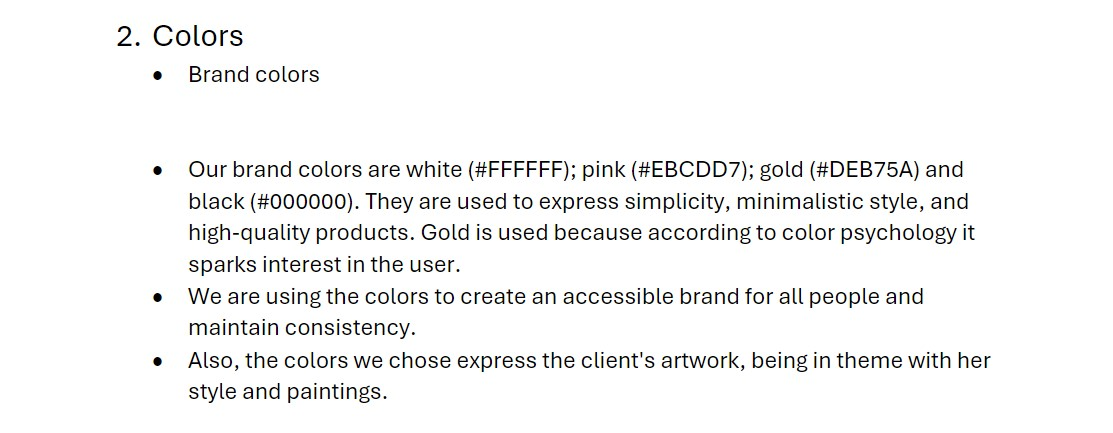 2. Colors
• Brand colors
• Our brand colors are white (#FFFFFF); pink (#EBCDD7); gold (#DEB75A) and
black (#000000). They are used to express simplicity, minimalistic style, and
high-quality products. Gold is used because according to color psychology it
sparks interest in the user.
• We are using the colors to create an accessible brand for all people and
maintain consistency.
• Also, the colors we chose express the client's artwork, being in theme with her
style and paintings.